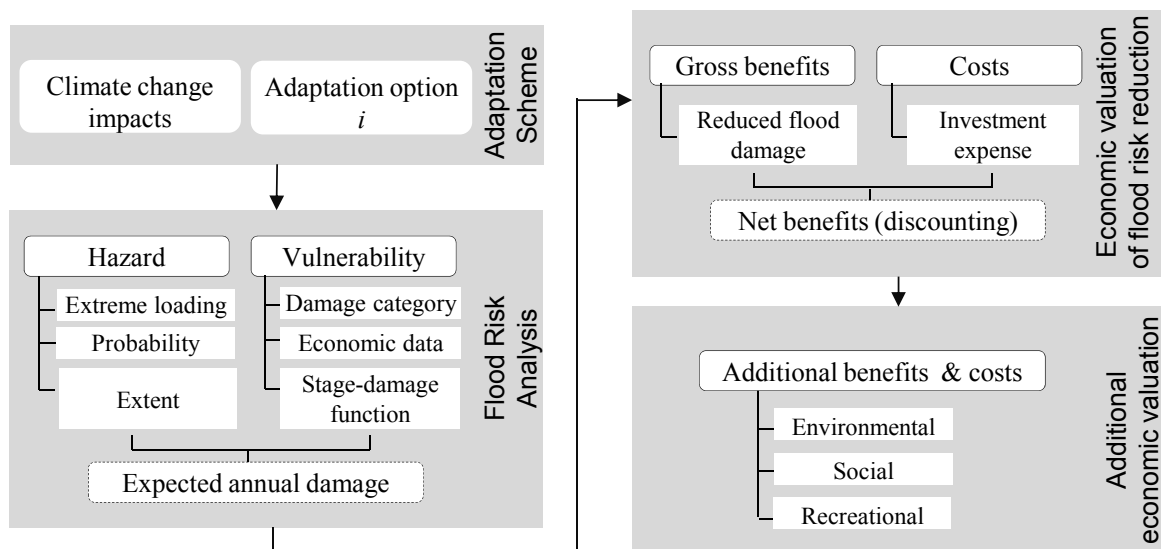 Climate change
impacts
Adaptation option
i
Adaptation
Scheme
Hazard
Extreme loading
Probability
Extent
Vulnerability
Damage category
Economic data
Stage-damage
function
Expected annual damage
Flood Risk
Analysis
Gross benefits
Reduced flood
damage
Costs
Investment
expense
Net benefits (discounting)
Economic valuation
of flood risk reduction
Additional benefits & costs
Environmental
Social
Recreational
Additional
economic valuation